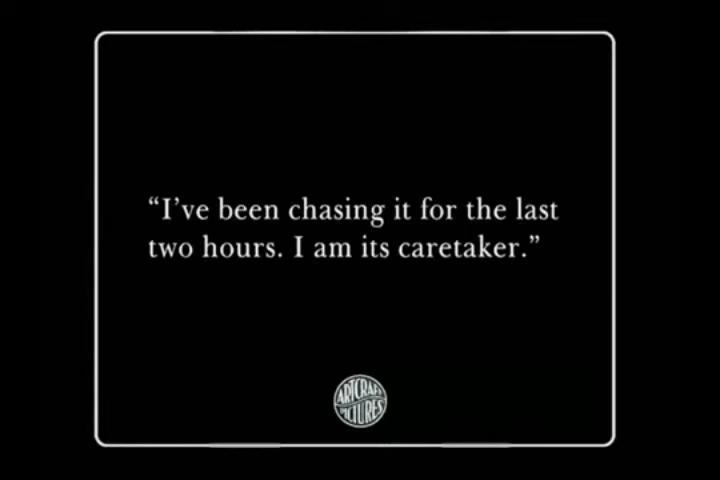 “I’ve been chasing it for the last
two hours. I am its caretaker.”
ARTCRAFT
PICTURES